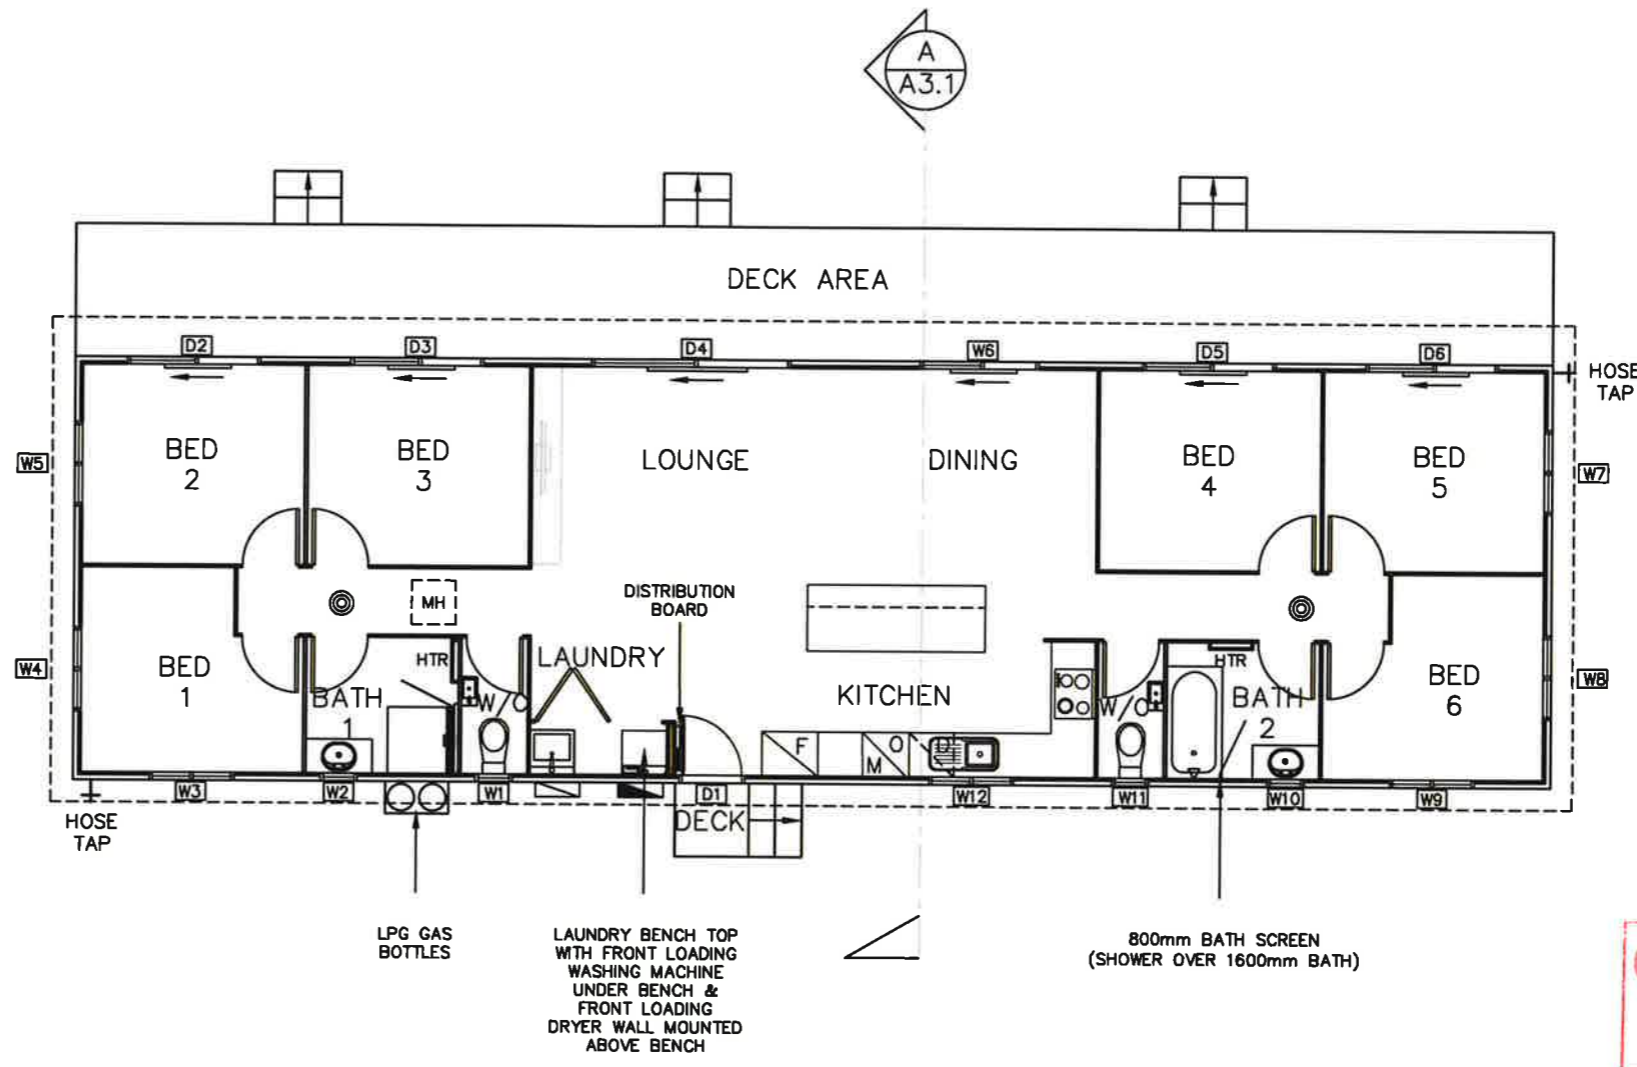 A
A3.1
DECK AREA
D2
D3
D4
W6
D5
D6
HOSE
TAP
BED
2
BED
3
LOUNGE
DINING
BED
4
BED
5
W5
W7
DISTRIBUTION
BOARD
MH
HTR
LAUNDRY
HTR
W4
BED
1
BATH
1
W/C
KITCHEN
W/C
BATH
2
BED
6
W8
F
O
M
D
W3
W2
W1
D1
W12
W11
W10
W9
HOSE
TAP
DECK
LPG GAS
BOTTLES
LAUNDRY BENCH TOP
WITH FRONT LOADING
WASHING MACHINE
UNDER BENCH &
FRONT LOADING
DRYER WALL MOUNTED
ABOVE BENCH
800mm BATH SCREEN
(SHOWER OVER 1600mm BATH)